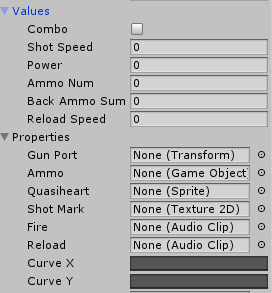 Values
Combo
Shot Speed 0
Power 0
Ammo Num 0
Back Ammo Sum 0
Reload Speed 0
Properties
Gun Port None (Transform)
Ammo None (Game Object
Quasiheart None (Sprite)
Shot Mark None (Texture 2D)
Fire None (Audio Clip)
Reload None (Audio Clip)
Curve X
Curve Y